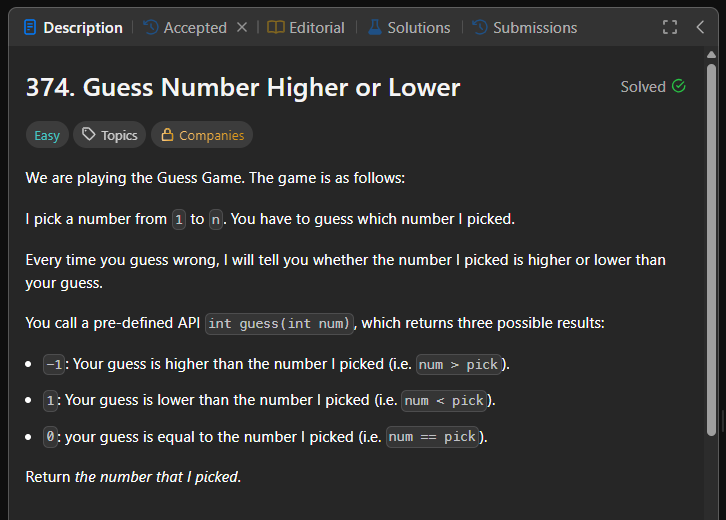 Description Accepted Editorial Solutions Submissions
374. Guess Number Higher or Lower Solved
Easy Topics Companies
We are playing the Guess Game. The game is as follows:
I pick a number from 1 to n. You have to guess which number I picked.
Every time you guess wrong, I will tell you whether the number I picked is higher or lower than
your guess.
You call a pre-defined API int guess(int num), which returns three possible results:
• -1: Your guess is higher than the number I picked (i.e. num > pick).
• 1: Your guess is lower than the number I picked (i.e. num < pick).
• 0: your guess is equal to the number I picked (i.e. num == pick).
Return the number that I picked.